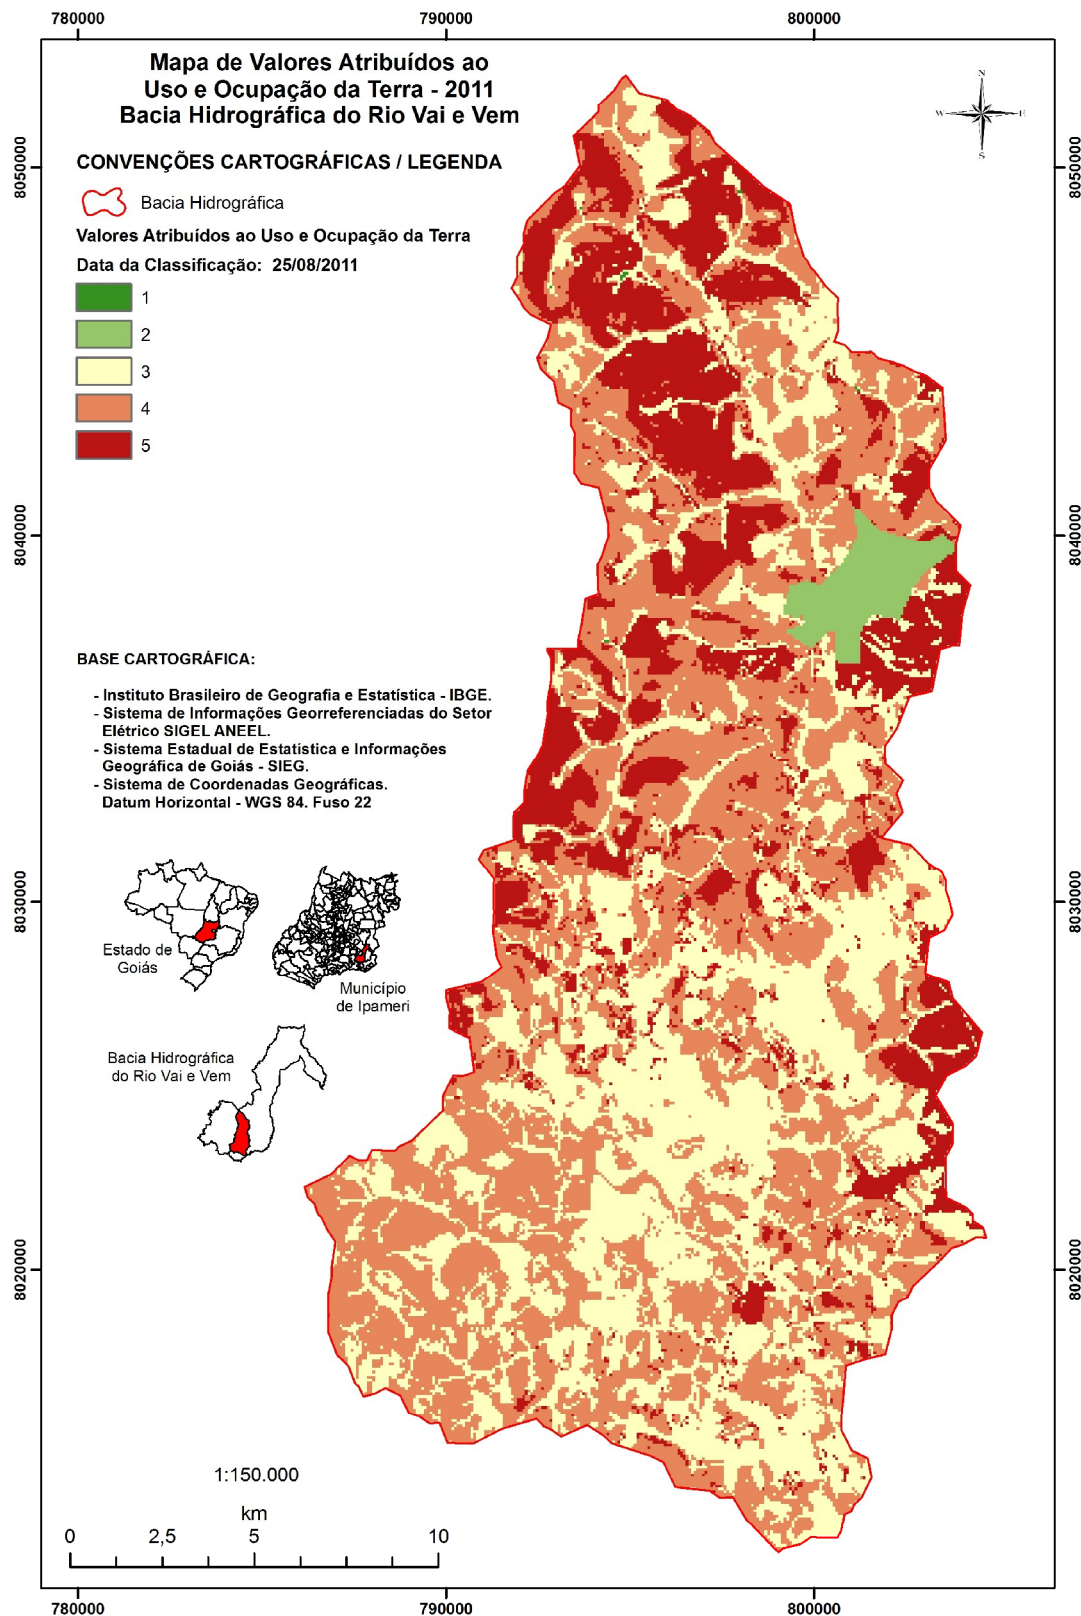 780000
790000
800000
Mapa de Valores Atribuídos ao
Uso e Ocupação da Terra - 2011
Bacia Hidrográfica do Rio Vai e Vem
N
W
E
S
CONVENÇÕES CARTOGRÁFICAS / LEGENDA
8050000
8050000
Bacia Hidrográfica
Valores Atribuídos ao Uso e Ocupação da Terra
Data da Classificação: 25/08/2011
1
2
3
4
5
8040000
8040000
BASE CARTOGRÁFICA:
- Instituto Brasileiro de Geografia e Estatística - IBGE.
- Sistema de Informações Georreferenciadas do Setor
Elétrico SIGEL ANEEL.
- Sistema Estadual de Estatística e Informações
Geográfica de Goiás - SIEG.
- Sistema de Coordenadas Geográficas.
Datum Horizontal - WGS 84. Fuso 22
8030000
8030000
Estado de
Goiás
Município
de Ipameri
Bacia Hidrográfica
do Rio Vai e Vem
8020000
8020000
1:150.000
km
0
2,5
5
10
780000
790000
800000